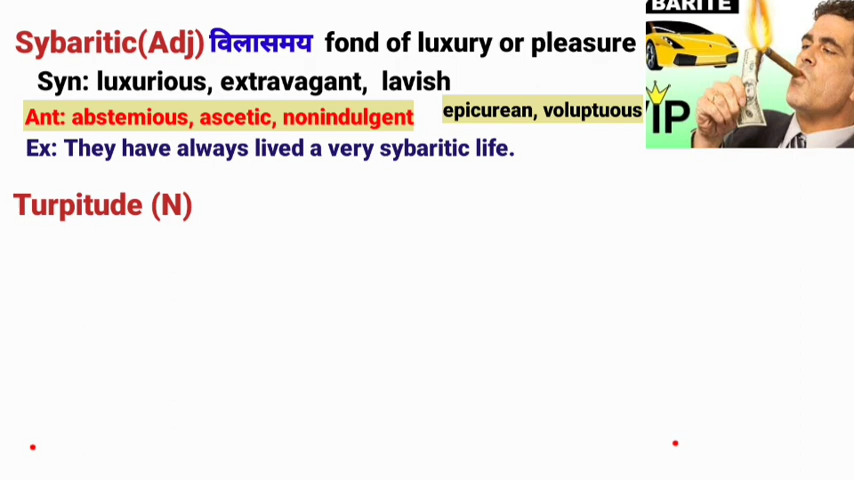 BARITE
Sybaritic(Adj) विलासमय fond of luxury or pleasure
Syn: luxurious, extravagant, lavish
Ant: abstemious, ascetic, nonindulgent epicurean, voluptuous
IP
Ex: They have always lived a very sybaritic life.
Turpitude (N)